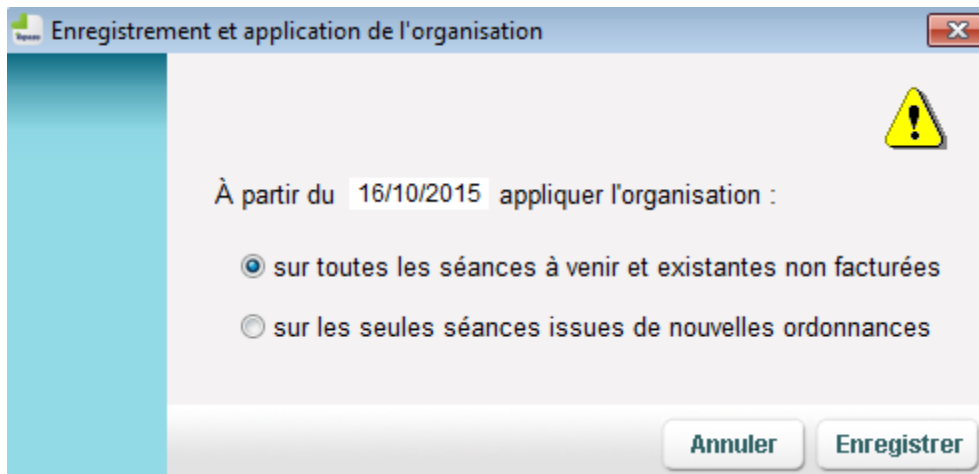 Enregistrement et application de l'organisation
À partir du 16/10/2015 appliquer l'organisation :
sur toutes les séances à venir et existantes non facturées
sur les seules séances issues de nouvelles ordonnances
Annuler Enregistrer